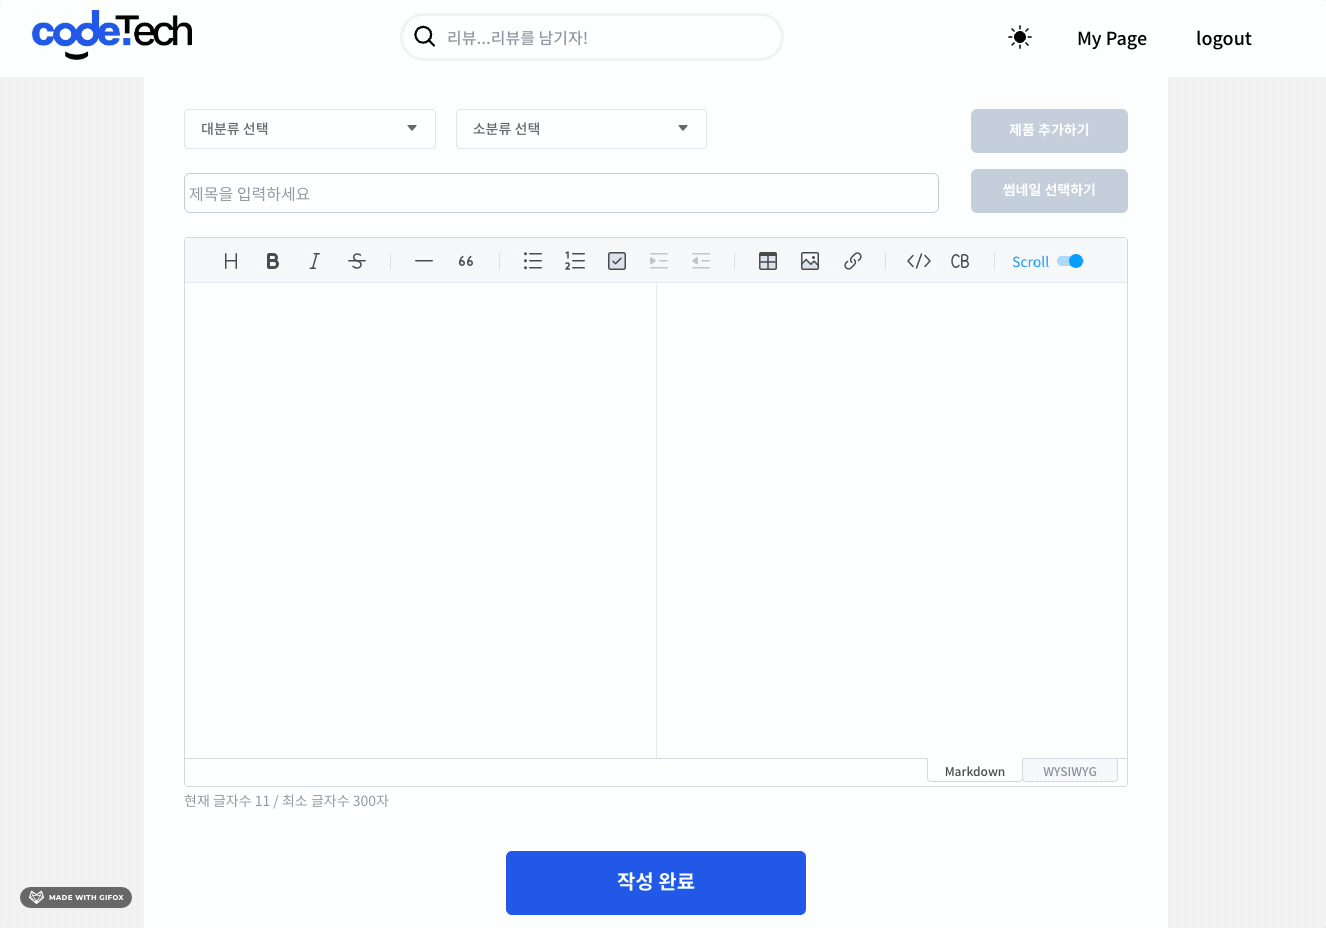 code.Tech
리뷰...리뷰를 남기자!
My Page
logout
대분류 선택
소분류 선택
제품 추가하기
제목을 입력하세요
썸네일 선택하기
H B I S — 66 </> CB Scroll
Markdown
WYSIWYG
현재 글자수 11 / 최소 글자수 300자
작성 완료
MADE WITH GIFOX